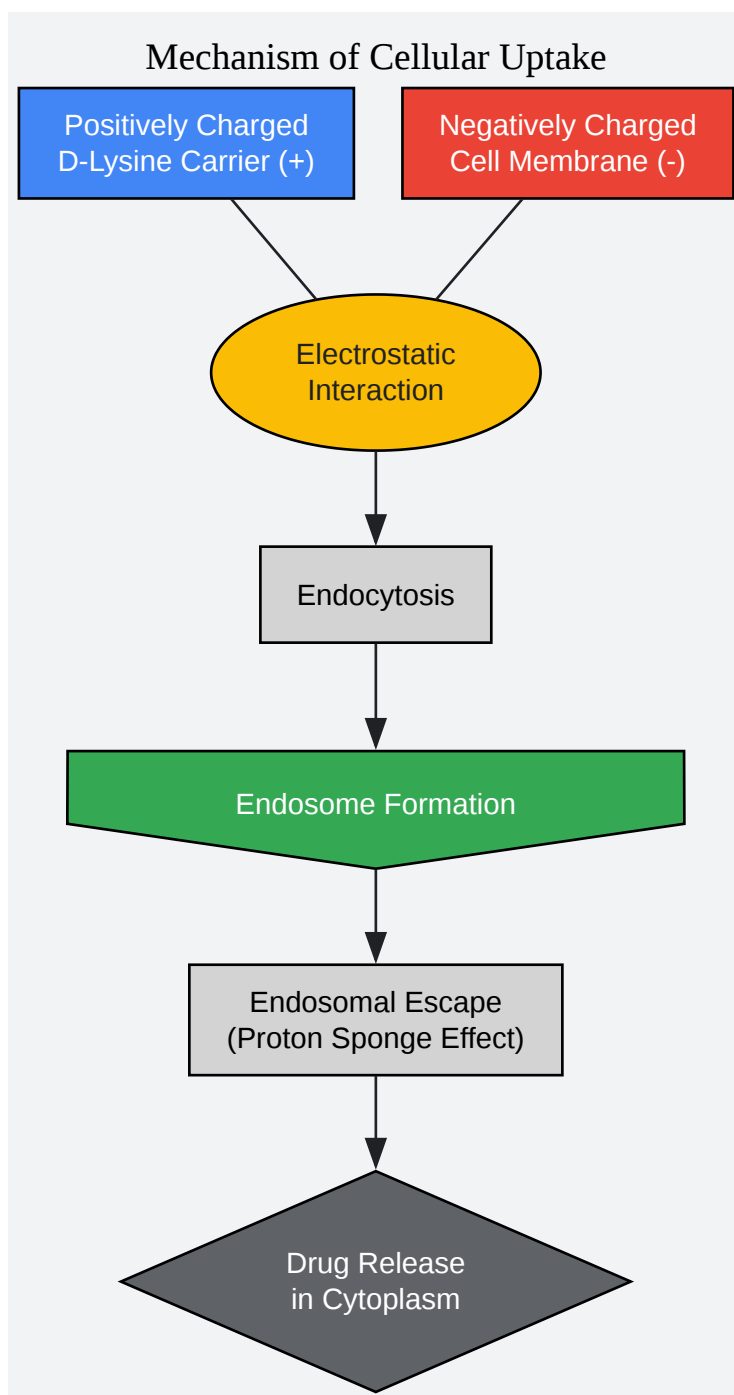 Mechanism of Cellular Uptake
Positively Charged
D-Lysine Carrier (+)
Negatively Charged
Cell Membrane (-)
Electrostatic
Interaction
Endocytosis
Endosome Formation
Endosomal Escape
(Proton Sponge Effect)
Drug Release
in Cytoplasm